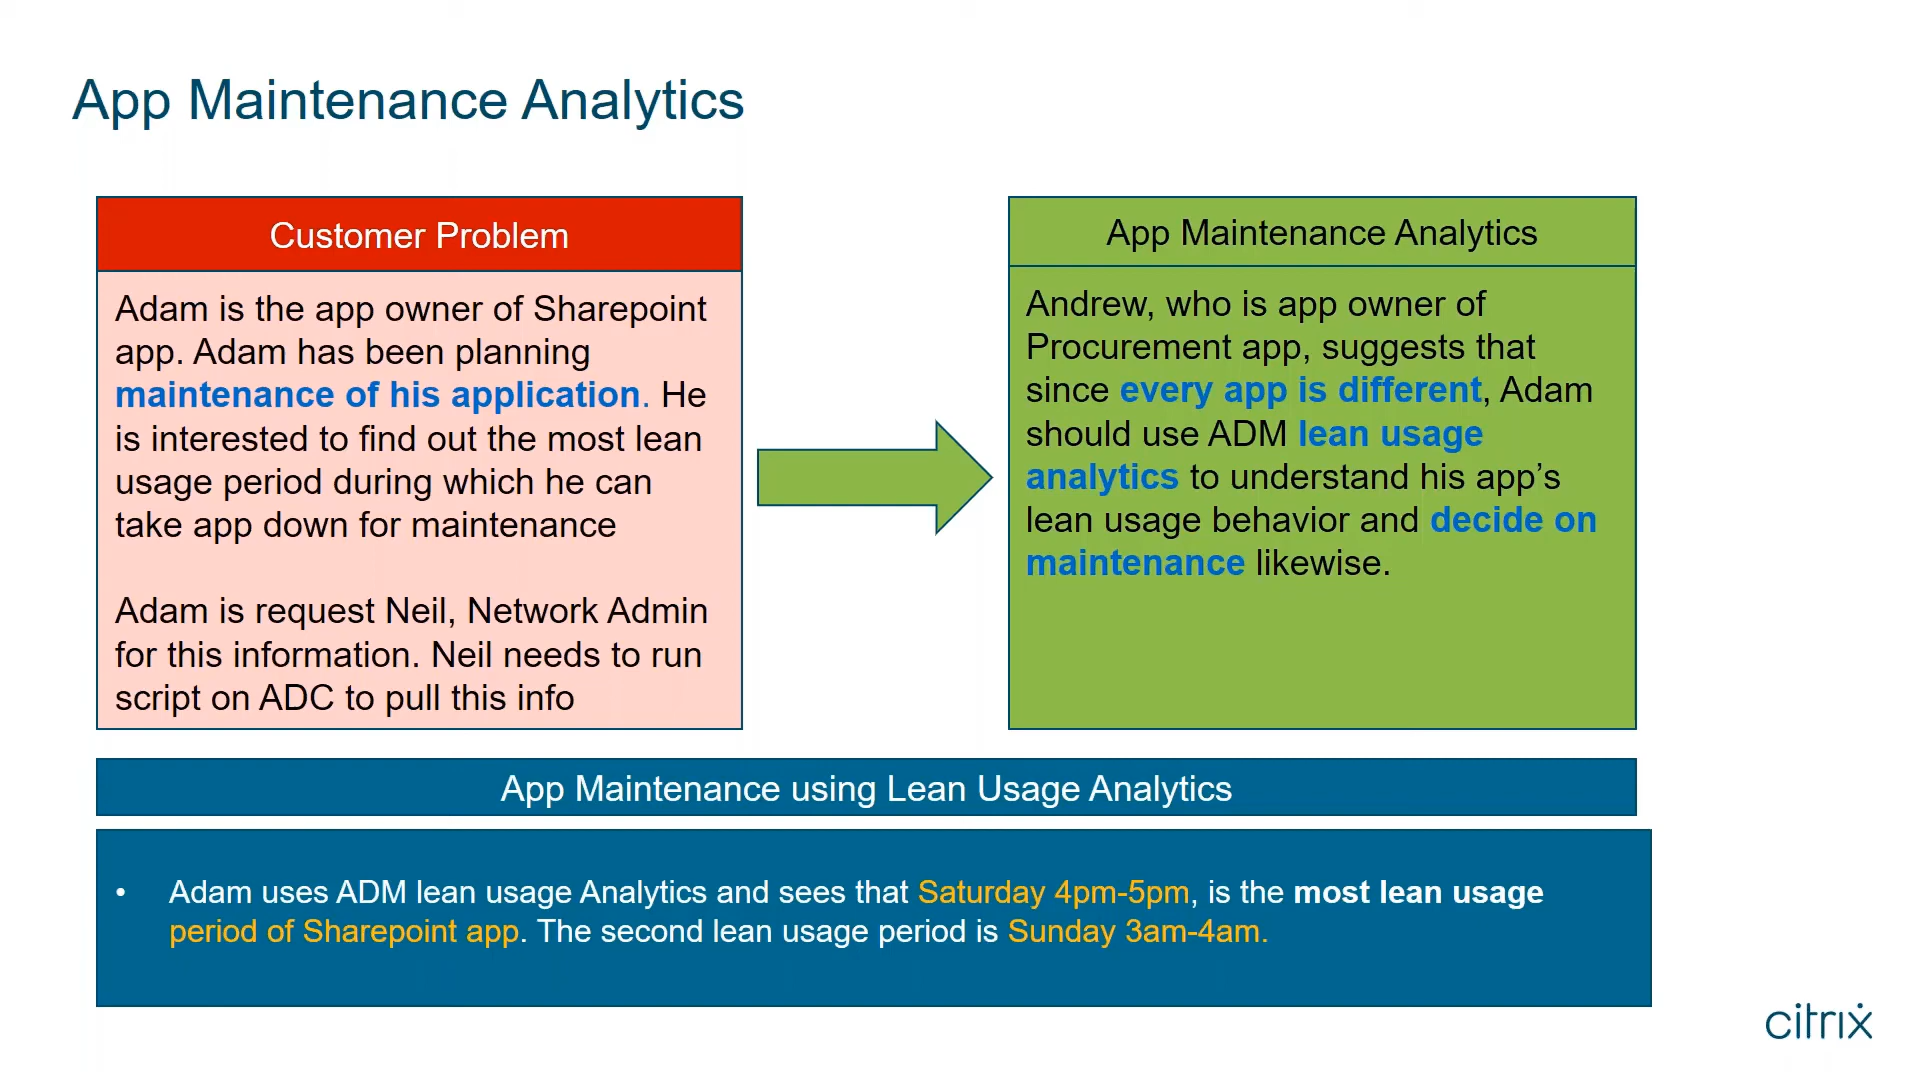 App Maintenance Analytics
Customer Problem
Adam is the app owner of Sharepoint
app. Adam has been planning
maintenance of his application. He
is interested to find out the most lean
usage period during which he can
take app down for maintenance
Adam is request Neil, Network Admin
for this information. Neil needs to run
script on ADC to pull this info
App Maintenance Analytics
Andrew, who is app owner of
Procurement app, suggests that
since every app is different, Adam
should use ADM lean usage
analytics to understand his app’s
lean usage behavior and decide on
maintenance likewise.
App Maintenance using Lean Usage Analytics
• Adam uses ADM lean usage Analytics and sees that Saturday 4pm-5pm, is the most lean usage
period of Sharepoint app. The second lean usage period is Sunday 3am-4am.
citrix